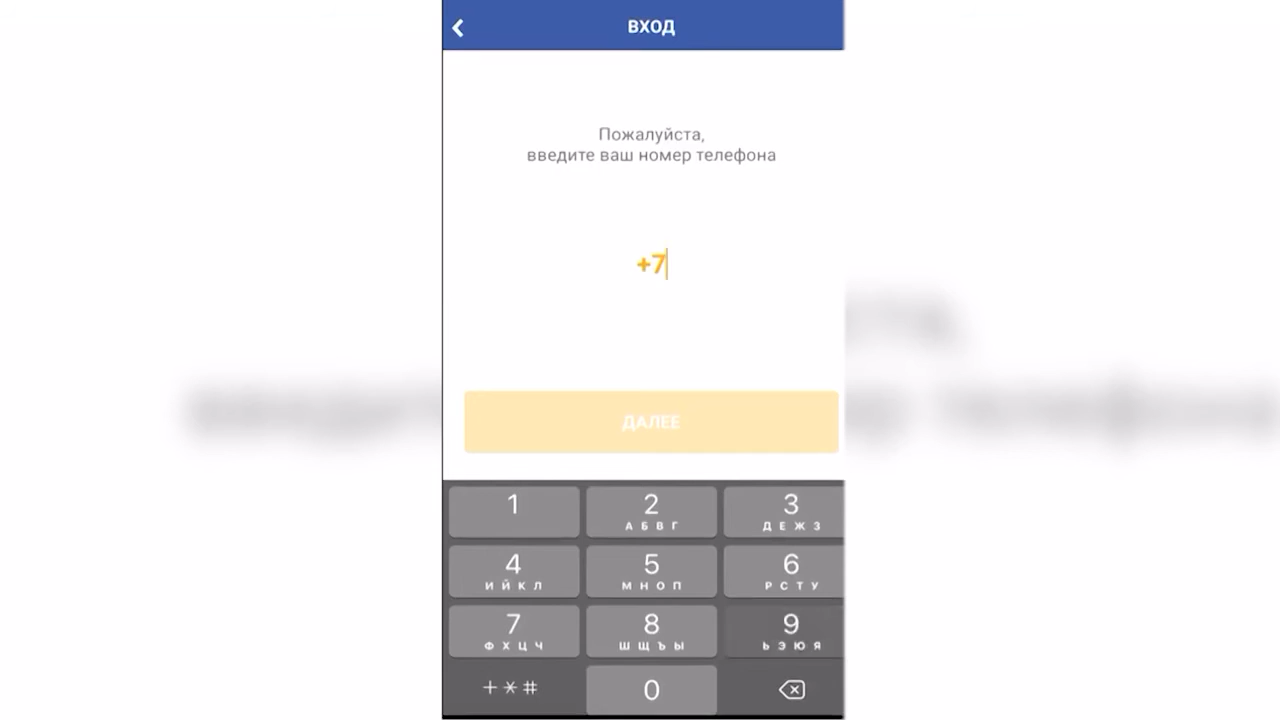 ВХОД
Пожалуйста,
введите ваш номер телефона
+7
ДАЛЕЕ
1
2
3
А Б В Г
Д Е Ж З
4
5
6
И Й К Л
М Н О П
Р С Т У
7
8
9
Ф Х Ц Ч
Ш Щ Ъ Ы
Ь Э Ю Я
+ * #
0